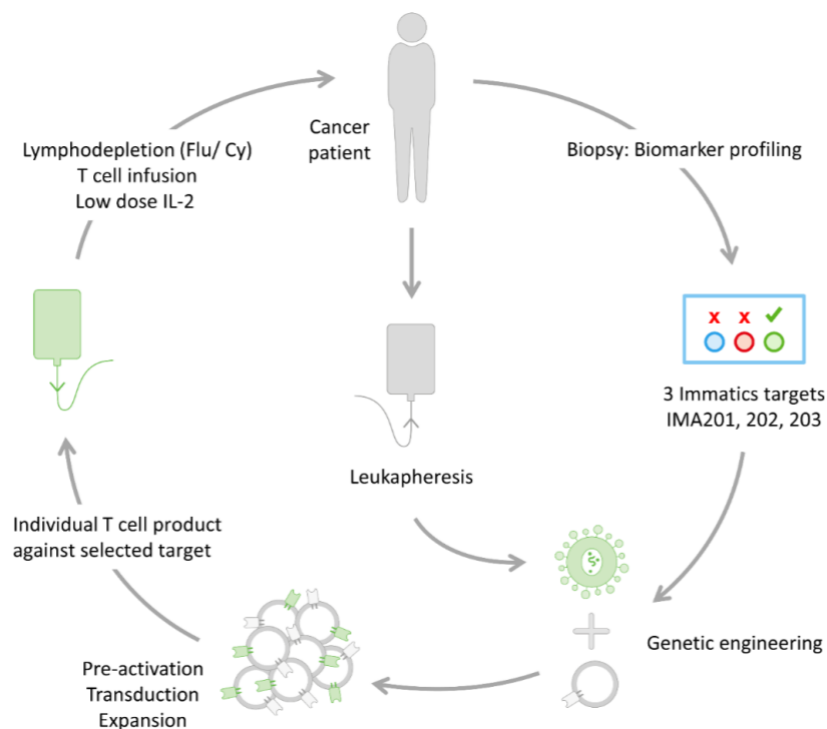 Cancer
patient
Lymphodepletion (Flu/ Cy)
T cell infusion
Low dose IL-2
Biopsy: Biomarker profiling
x x ✓
3 Immatics targets
IMA201, 202, 203
Leukapheresis
Individual T cell product
against selected target
Genetic engineering
Pre-activation
Transduction
Expansion